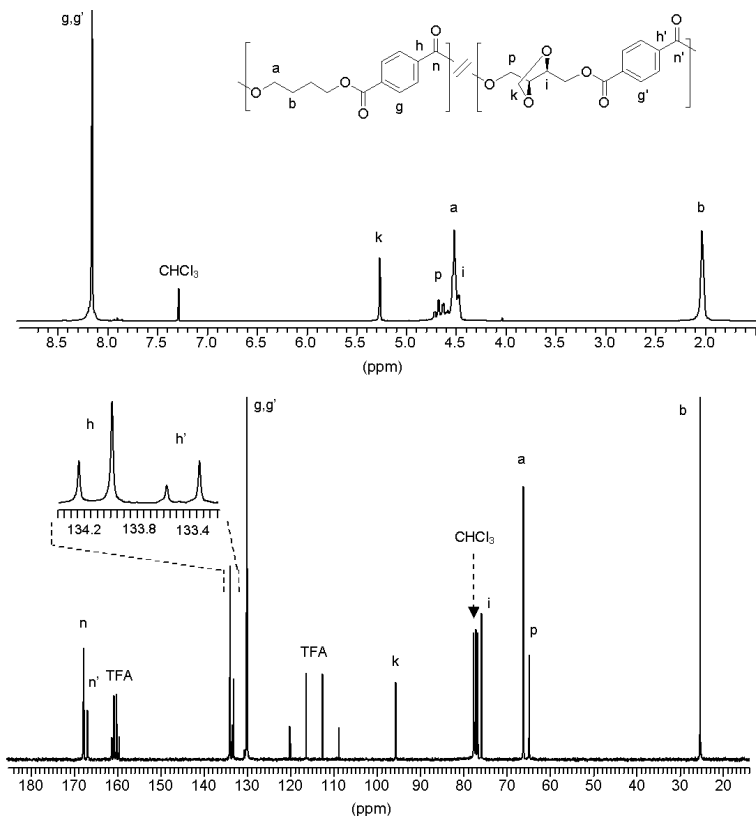 g,g'
a
O
b
O
O
g
h
O
n
O
p
k
O
O
i
O
O
g'
h'
O
n'
k
a
p
i
b
CHCl3
8.5 8.0 7.5 7.0 6.5 6.0 5.5 5.0 4.5 4.0 3.5 3.0 2.5 2.0
(ppm)
h
h'
134.2 133.8 133.4
g,g'
b
a
CHCl3
i
p
n
n'
TFA
TFA
k
180 170 160 150 140 130 120 110 100 90 80 70 60 50 40 30 20
(ppm)